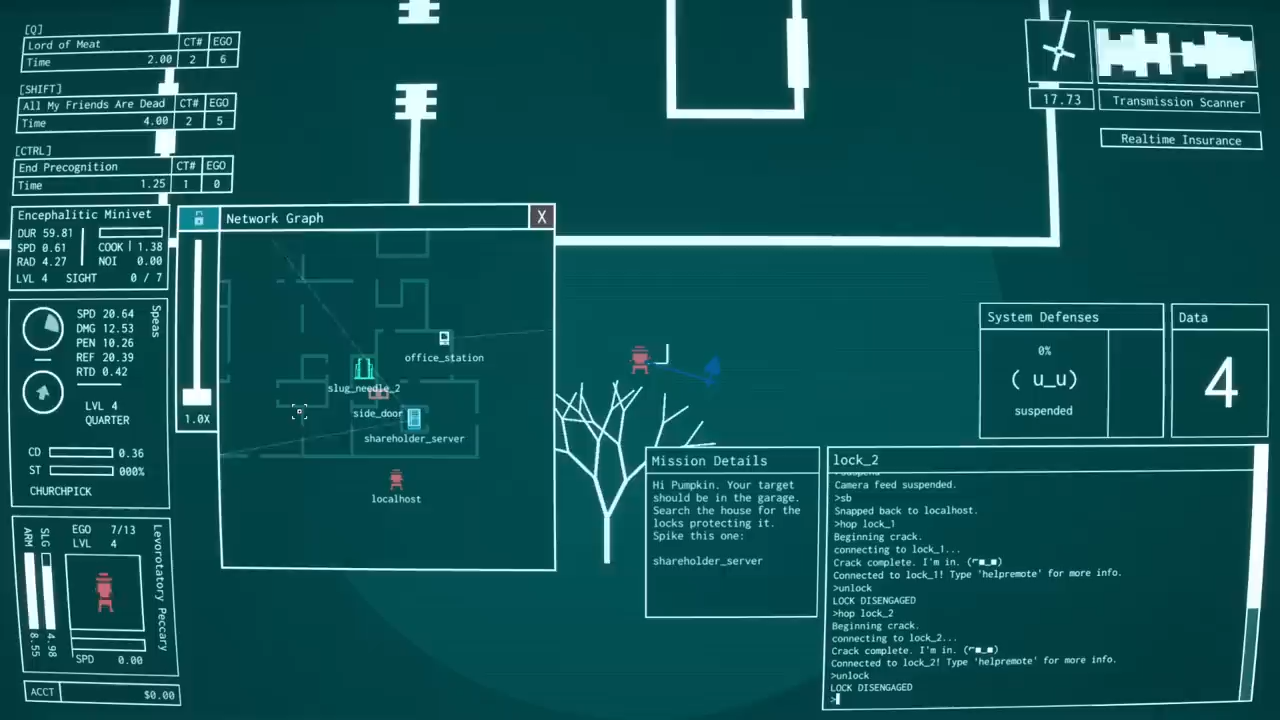 [Q]
Lord of Meat CT# EGO
Time 2.00 2 6
[SHIFT]
All My Friends Are Dead CT# EGO
Time 4.00 2 5
[CTRL]
End Precognition CT# EGO
Time 1.25 1 0
Encephalitic Minivet
DUR 59.81
SPD 0.61 COOK 1.38
RAD 4.27 NOI 0.00
LVL 4 SIGHT 0 / 7
Speas
SPD 20.64
DMG 12.53
PEN 10.26
REF 20.39
RTD 0.42
LVL 4
QUARTER
CD 0.36
ST 000%
CHURCHPICK
ARM 8.55
SLG 4.98
EGO 7/13
LVL 4
SPD 0.00
Levorotatory Peccary
ACCT $0.00
Network Graph X
1.0X
office_station
slug_needle_2
side_door
shareholder_server
localhost
17.73
Transmission Scanner
Realtime Insurance
System Defenses
0%
( u_u)
suspended
Data
4
Mission Details
Hi Pumpkin. Your target
should be in the garage.
Search the house for the
locks protecting it.
Spike this one:
shareholder_server
lock_2
Camera feed suspended.
>sb
Snapped back to localhost.
>hop lock_1
Beginning crack.
connecting to lock_1...
Crack complete. I'm in. (⌐■_■)
Connected to lock_1! Type 'helpremote' for more info.
>unlock
LOCK DISENGAGED
>hop lock_2
Beginning crack.
connecting to lock_2...
Crack complete. I'm in. (⌐■_■)
Connected to lock_2! Type 'helpremote' for more info.
>unlock
LOCK DISENGAGED
>